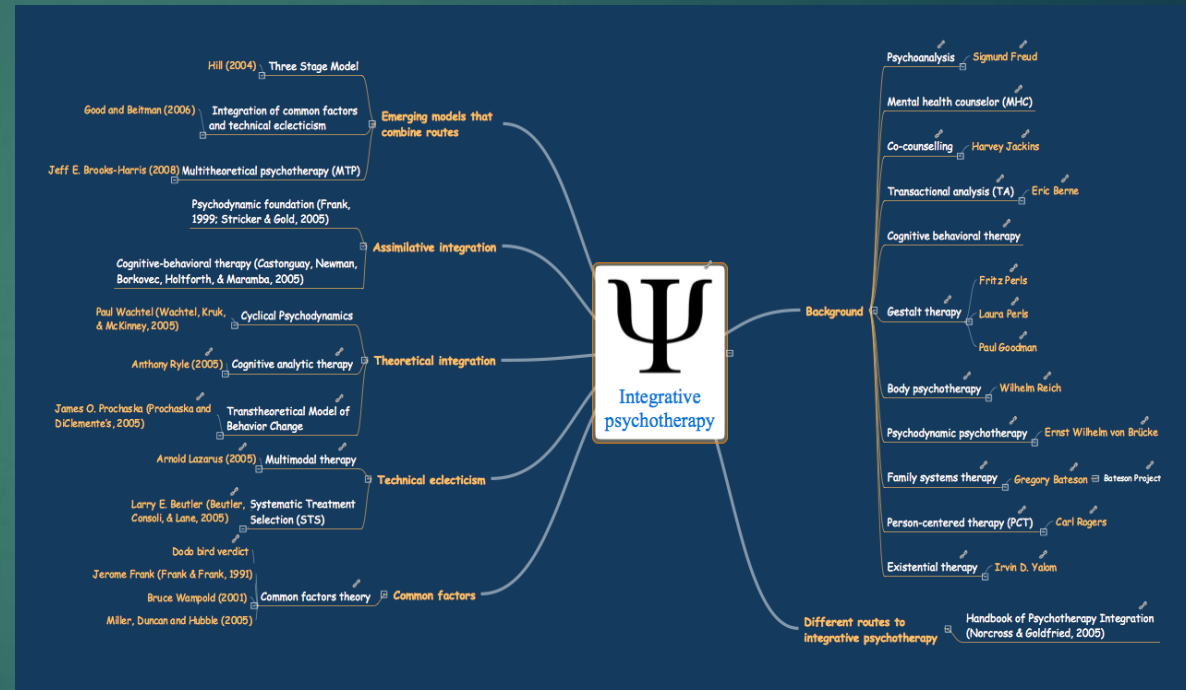 Hill (2004)
Three Stage Model
Good and Beitman (2006)
Integration of common factors
and technical eclecticism
Jeff E. Brooks-Harris (2008)
Multitheoretical psychotherapy (MTP)
Emerging models that
combine routes
Psychodynamic foundation (Frank,
1999; Stricker & Gold, 2005)
Cognitive-behavioral therapy (Castonguay, Newman,
Borkovec, Holtforth, & Maramba, 2005)
Assimilative integration
Paul Wachtel (Wachtel, Kruk,
& McKinney, 2005)
Cyclical Psychodynamics
Anthony Ryle (2005)
Cognitive analytic therapy
James O. Prochaska (Prochaska and
DiClemente's, 2005)
Transtheoretical Model of
Behavior Change
Theoretical integration
Arnold Lazarus (2005)
Multimodal therapy
Larry E. Beutler (Beutler,
Consoli, & Lane, 2005)
Systematic Treatment
Selection (STS)
Technical eclecticism
Dodo bird verdict
Jerome Frank (Frank & Frank, 1991)
Bruce Wampold (2001)
Miller, Duncan and Hubble (2005)
Common factors theory
Common factors
Ψ
Integrative
psychotherapy
Background
Psychoanalysis
Sigmund Freud
Mental health counselor (MHC)
Co-counselling
Harvey Jackins
Transactional analysis (TA)
Eric Berne
Cognitive behavioral therapy
Gestalt therapy
Fritz Perls
Laura Perls
Paul Goodman
Body psychotherapy
Wilhelm Reich
Psychodynamic psychotherapy
Ernst Wilhelm von Brücke
Family systems therapy
Gregory Bateson
Bateson Project
Person-centered therapy (PCT)
Carl Rogers
Existential therapy
Irvin D. Yalom
Different routes to
integrative psychotherapy
Handbook of Psychotherapy Integration
(Norcross & Goldfried, 2005)